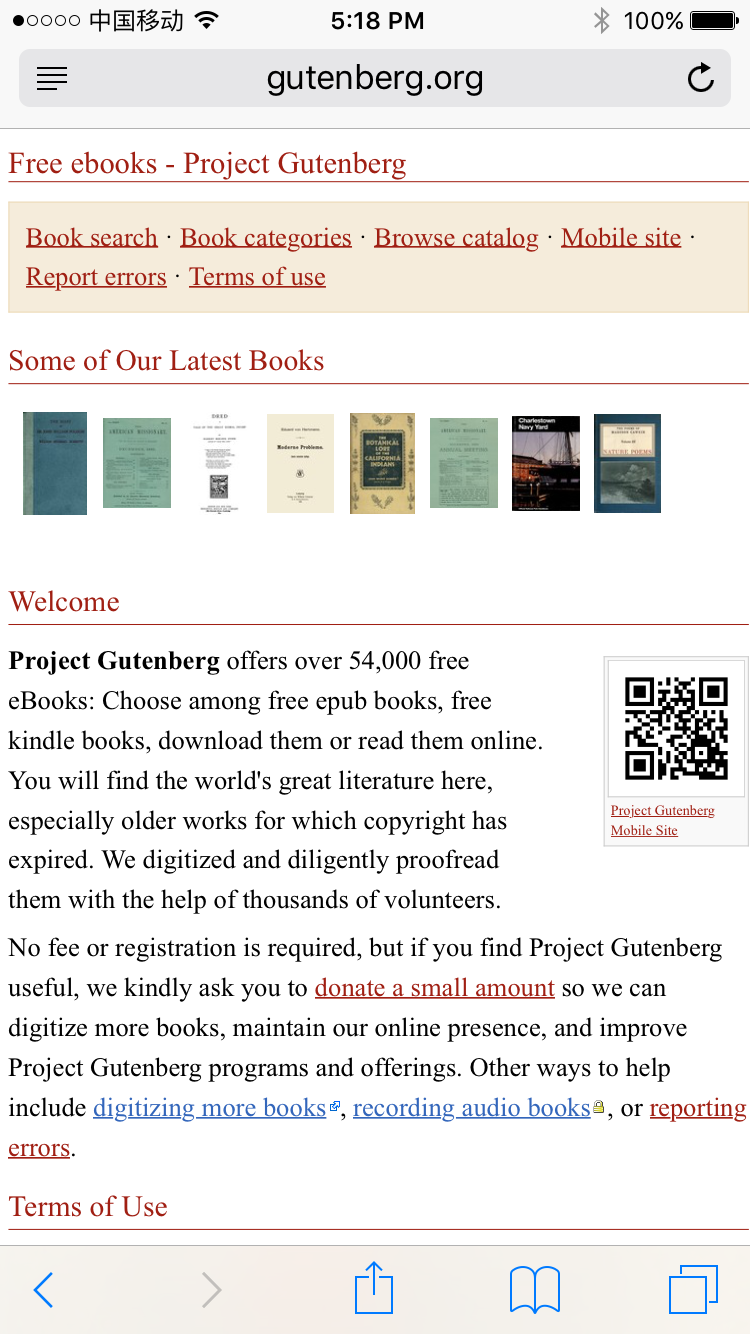 中国移动 5:18 PM 100%
gutenberg.org
Free ebooks - Project Gutenberg
Book search · Book categories · Browse catalog · Mobile site ·
Report errors · Terms of use
Some of Our Latest Books
AMERICAN MISSIONARY.
DRED
Moderne Probleme.
THE
BOTANICAL
LORE
OF THE
CALIFORNIA
INDIANS
AMERICAN MISSIONARY.
Charlestown
Navy Yard
NATURE POEMS
Welcome
Project Gutenberg offers over 54,000 free
eBooks: Choose among free epub books, free
kindle books, download them or read them online.
You will find the world's great literature here,
especially older works for which copyright has
expired. We digitized and diligently proofread
them with the help of thousands of volunteers.
Project Gutenberg
Mobile Site
No fee or registration is required, but if you find Project Gutenberg
useful, we kindly ask you to donate a small amount so we can
digitize more books, maintain our online presence, and improve
Project Gutenberg programs and offerings. Other ways to help
include digitizing more books, recording audio books, or reporting
errors.
Terms of Use